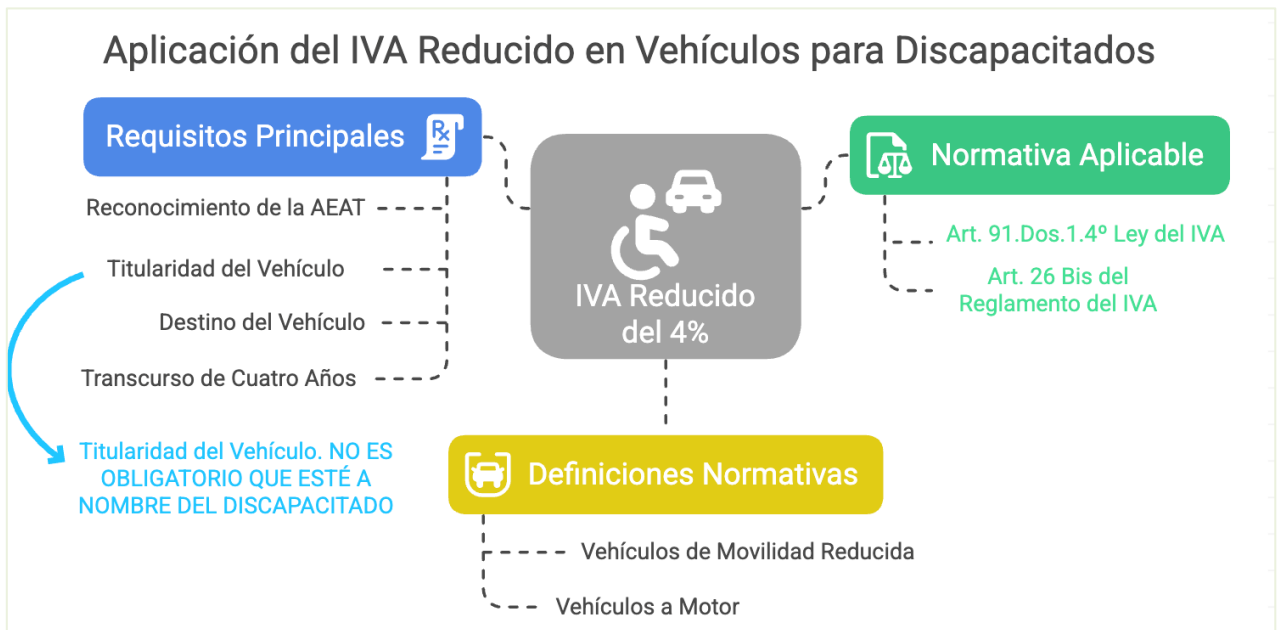 Aplicación del IVA Reducido en Vehículos para Discapacitados
Requisitos Principales
Rx
Reconocimiento de la AEAT
Titularidad del Vehículo
Destino del Vehículo
Transcurso de Cuatro Años
Titularidad del Vehículo. NO ES
OBLIGATORIO QUE ESTÉ A
NOMBRE DEL DISCAPACITADO
IVA Reducido
del 4%
Normativa Aplicable
Art. 91.Dos.1.4º Ley del IVA
Art. 26 Bis del
Reglamento del IVA
Definiciones Normativas
Vehículos de Movilidad Reducida
Vehículos a Motor